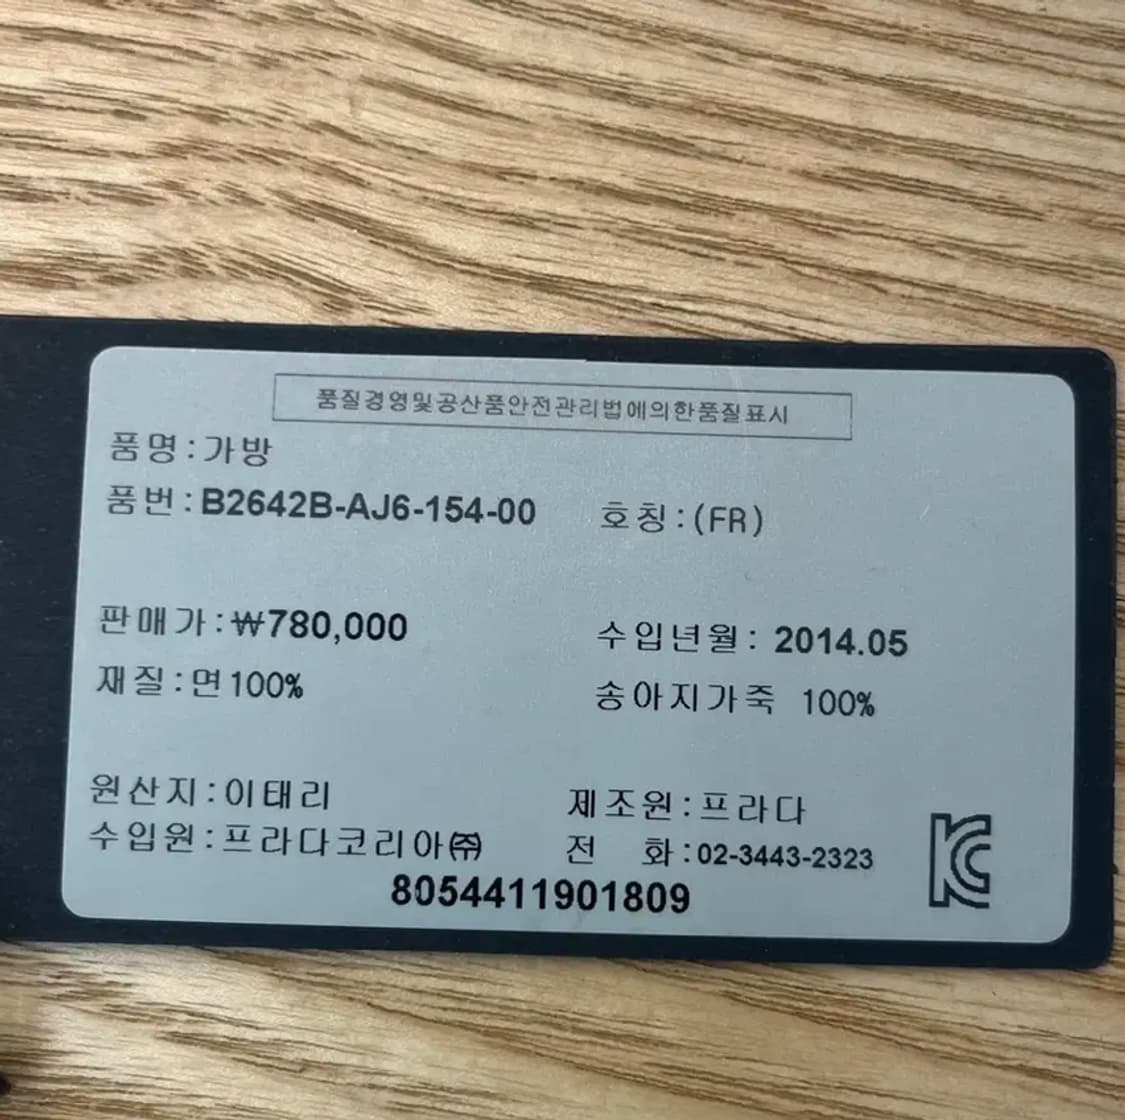 품질경영및공산품안전관리법에의한품질표시
품명:가방
품번:B2642B-AJ6-154-00 호칭:(FR)
판매가:₩780,000 수입년월: 2014.05
재질:면100% 송아지가죽 100%
원산지:이태리 제조원:프라다
수입원:프라다코리아㈜ 전 화:02-3443-2323
8054411901809
KC